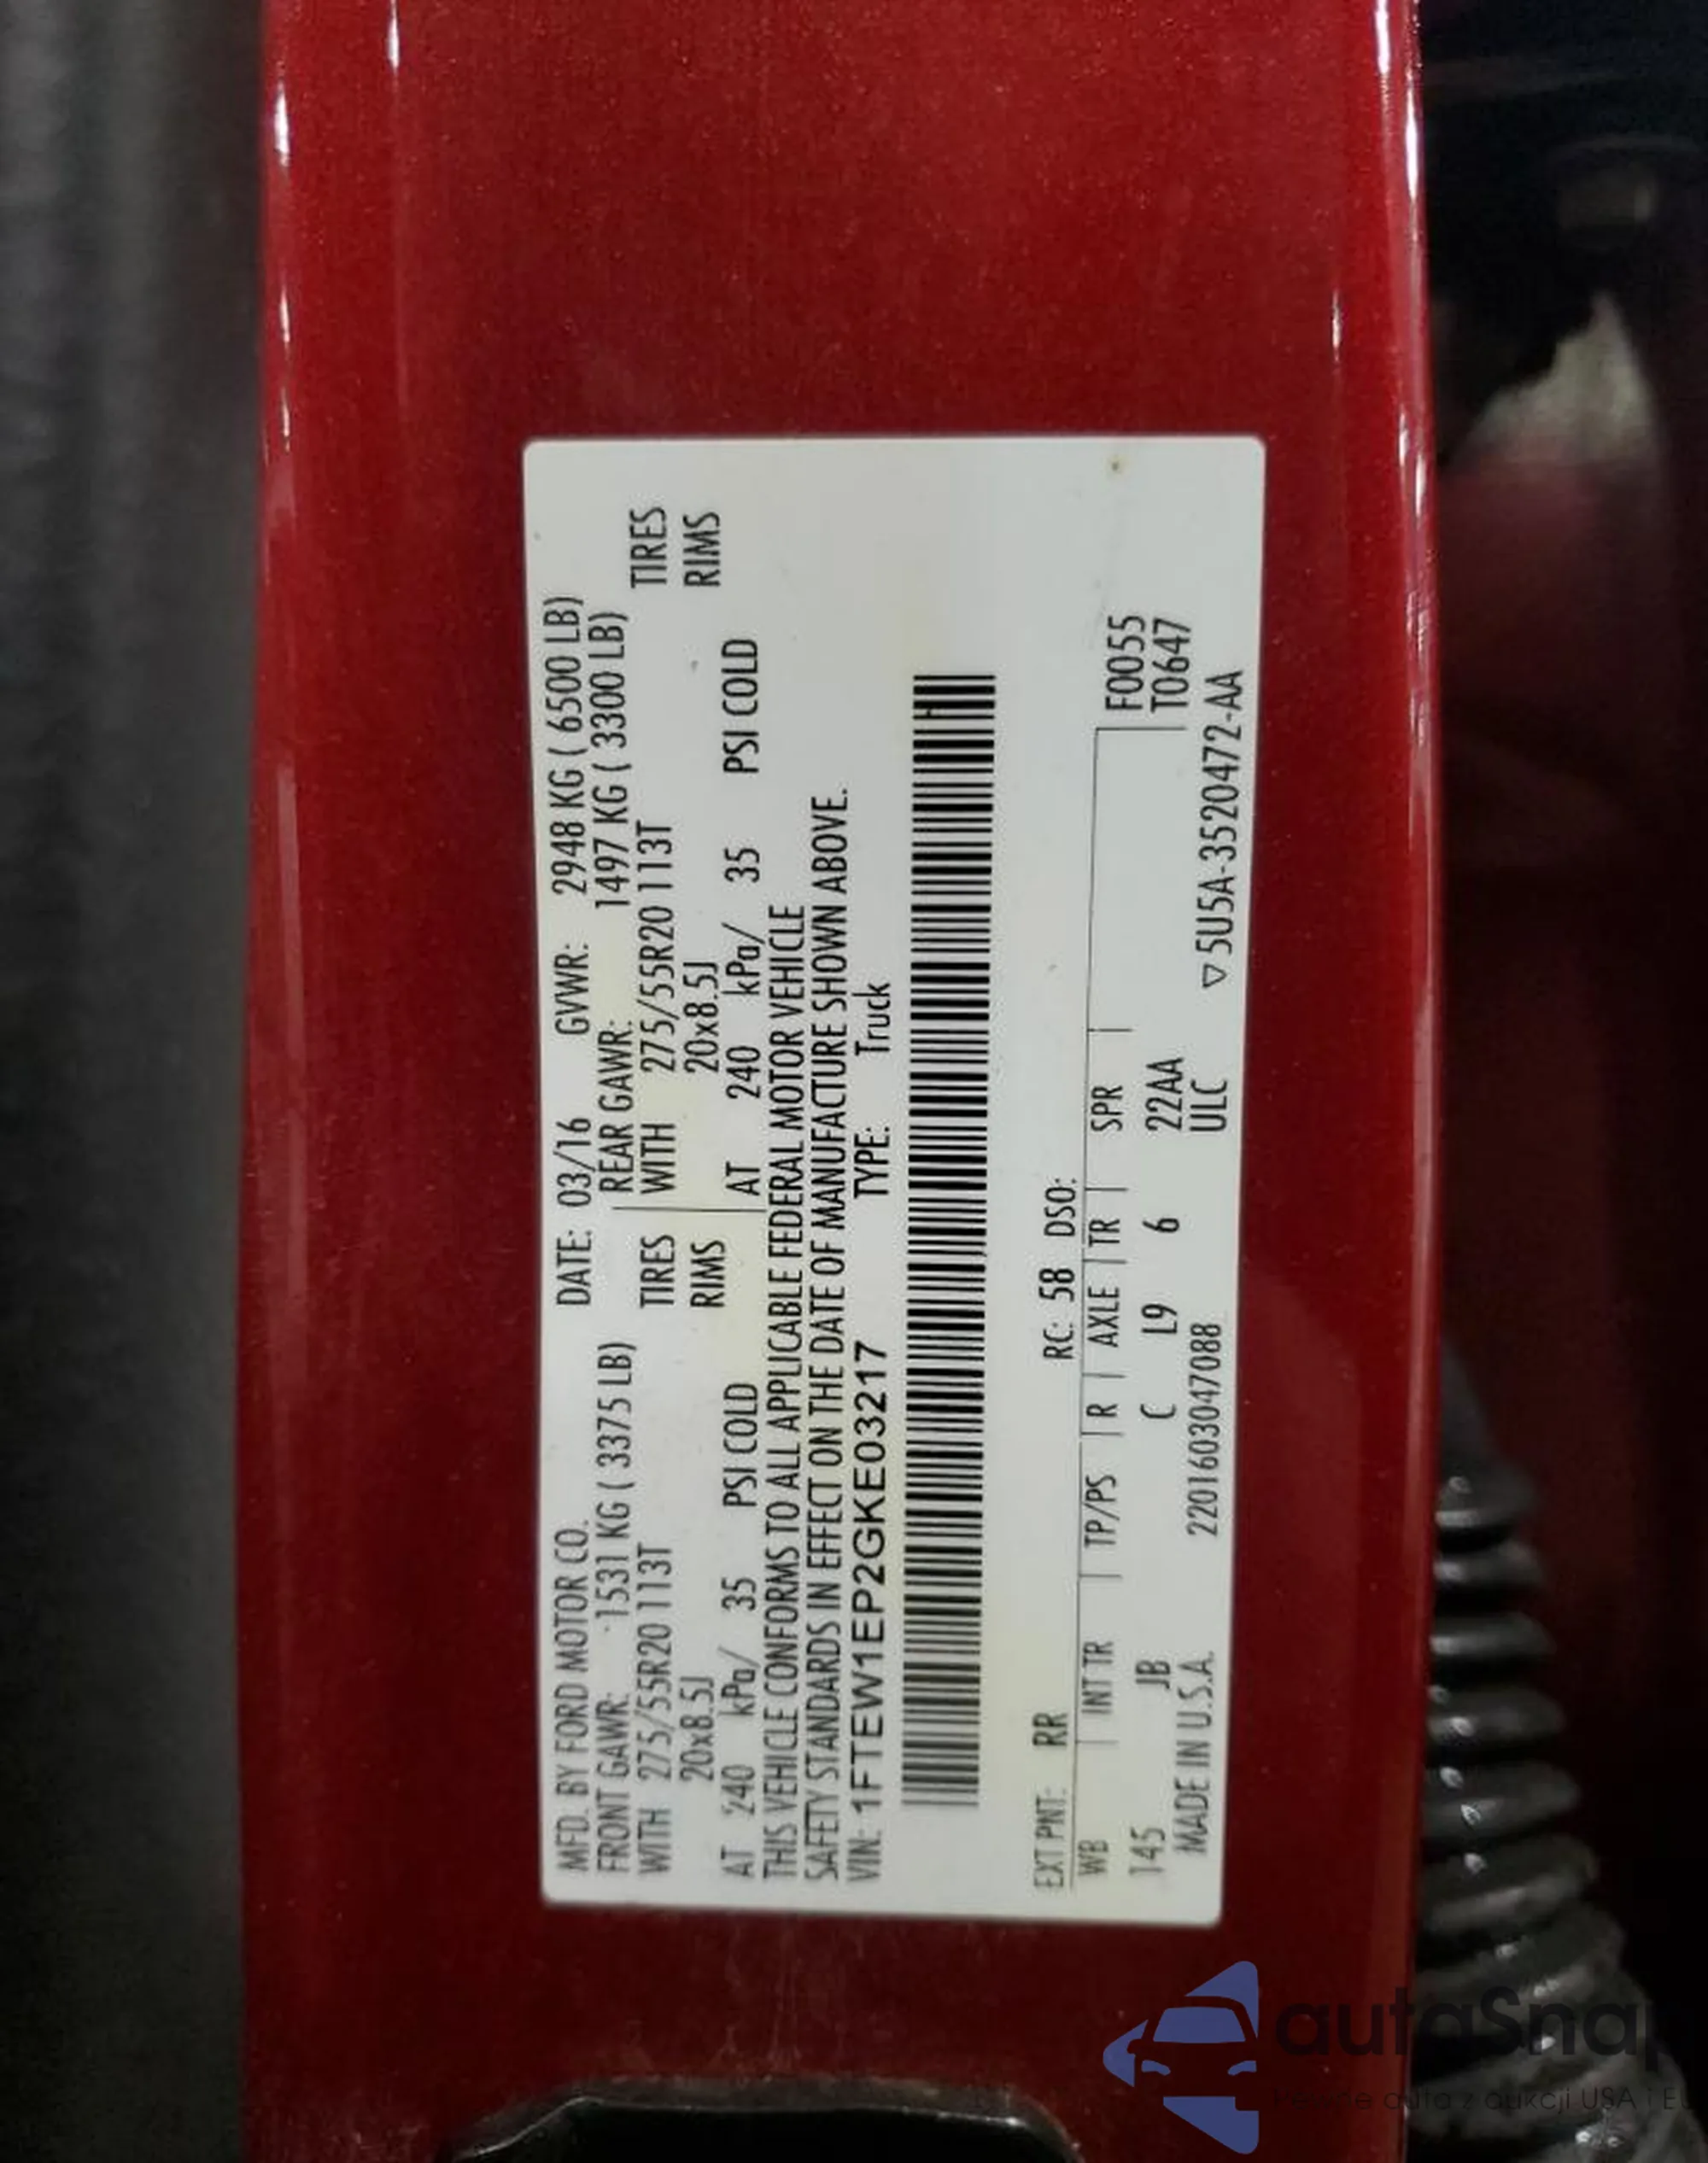 MFD. BY FORD MOTOR CO. DATE: 03/16 GVWR: 2948 KG ( 6500 LB)
FRONT GAWR: 1531 KG ( 3375 LB) REAR GAWR: 1497 KG ( 3300 LB)
WITH 275/55R20 113T TIRES WITH 275/55R20 113T TIRES
20x8.5J RIMS 20x8.5J RIMS
AT 240 kPa/ 35 PSI COLD AT 240 kPa/ 35 PSI COLD
THIS VEHICLE CONFORMS TO ALL APPLICABLE FEDERAL MOTOR VEHICLE
SAFETY STANDARDS IN EFFECT ON THE DATE OF MANUFACTURE SHOWN ABOVE.
VIN: 1FTEW1EP2GKE03217 TYPE: Truck
H
EXT PNT: RR RC: 58 DSO:
WB INT TR TP/PS R AXLE TR SPR F0055
145 JB C L9 6 22AA T0647
MADE IN U.S.A. 2201603047088 ULC ▽5U5A-3520472-AA
autaSna
auta z aukcji USA i EU